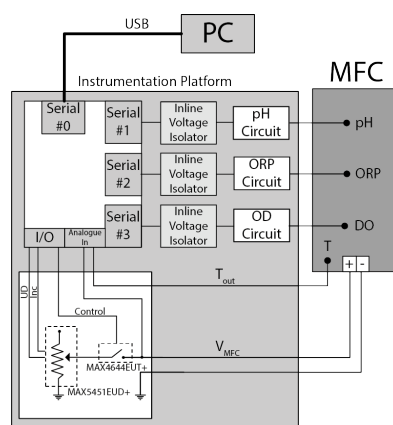 USB
PC
Instrumentation Platform
MFC
Serial
#0
Serial
#1
Inline
Voltage
Isolator
pH
Circuit
pH
Serial
#2
Inline
Voltage
Isolator
ORP
Circuit
ORP
Serial
#3
Inline
Voltage
Isolator
OD
Circuit
DO
I/O
Analogue
In
T
+ -
Tout
UD
Inc
Control
VMFC
MAX4644EUT+
MAX5451EUD+